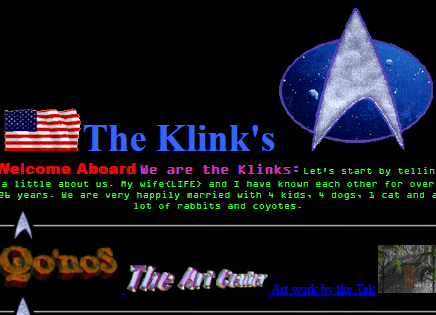 The Klink's
Welcome Aboard We are the Klinks: Let's start by tellin
a little about us. My wife{LIFE} and I have known each other for over
26 years. We are very happily married with 4 kids, 4 dogs, 1 cat and a
lot of rabbits and coyotes.
Qo'noS The Art Center Art work by the Tak